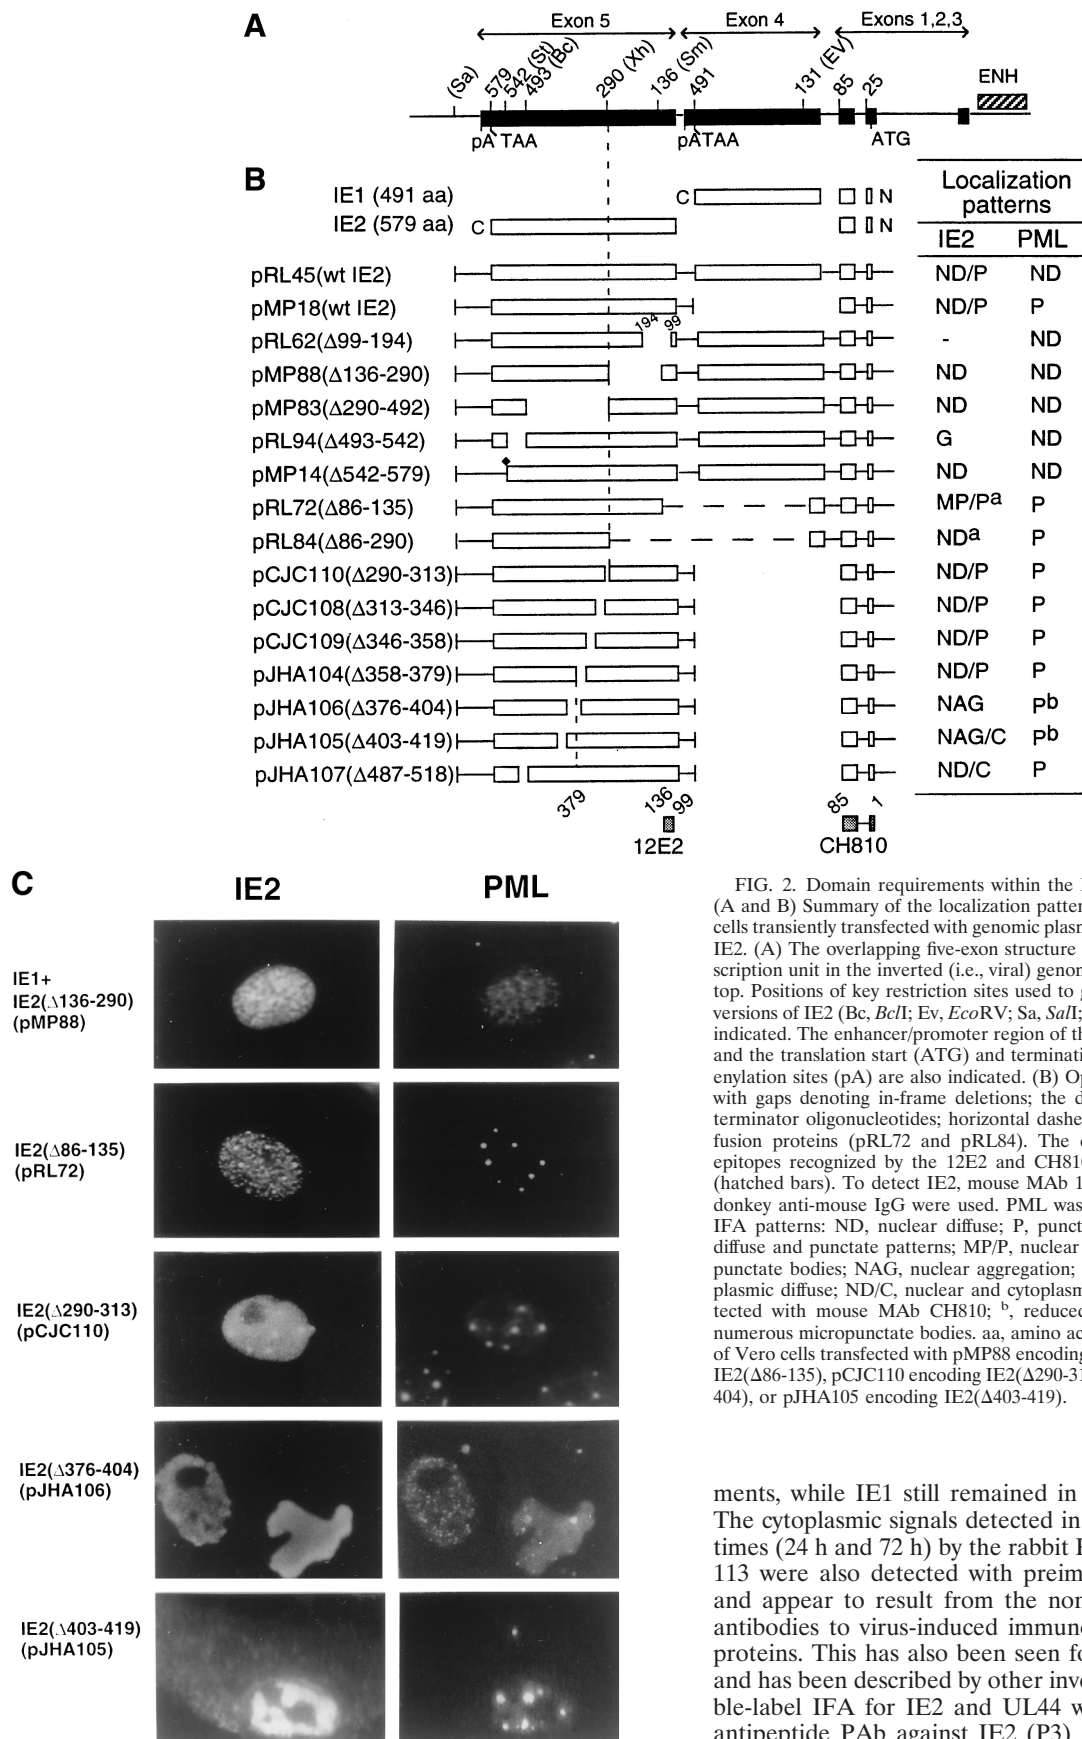 A
Exon 5 Exon 4 Exons 1,2,3
(Sa) 579 542 (St) 493 (Bc) 290 (Xh) 136 (Sm) 491 131 (EV) 85 25 ENH
pA TAA pA TAA ATG
B
Localization patterns
IE2 PML
IE1 (491 aa) C N
IE2 (579 aa) C N
pRL45(wt IE2) ND/P ND
pMP18(wt IE2) ND/P P
194 99
pRL62(Δ99-194) - ND
pMP88(Δ136-290) ND ND
pMP83(Δ290-492) ND ND
pRL94(Δ493-542) G ND
pMP14(Δ542-579) ND ND
pRL72(Δ86-135) MP/Pa P
pRL84(Δ86-290) NDa P
pCJC110(Δ290-313) ND/P P
pCJC108(Δ313-346) ND/P P
pCJC109(Δ346-358) ND/P P
pJHA104(Δ358-379) ND/P P
pJHA106(Δ376-404) NAG Pb
pJHA105(Δ403-419) NAG/C Pb
pJHA107(Δ487-518) ND/C P
379 136 99 85 1
12E2 CH810
C
IE2 PML
IE1+
IE2(Δ136-290)
(pMP88)
IE2(Δ86-135)
(pRL72)
IE2(Δ290-313)
(pCJC110)
IE2(Δ376-404)
(pJHA106)
IE2(Δ403-419)
(pJHA105)
FIG. 2. Domain requirements within the
(A and B) Summary of the localization patter
cells transiently transfected with genomic plasm
IE2. (A) The overlapping five-exon structure
scription unit in the inverted (i.e., viral) genom
top. Positions of key restriction sites used to g
versions of IE2 (Bc, BclI; Ev, EcoRV; Sa, SalI;
indicated. The enhancer/promoter region of th
and the translation start (ATG) and terminati
enylation sites (pA) are also indicated. (B) Op
with gaps denoting in-frame deletions; the d
terminator oligonucleotides; horizontal dashe
fusion proteins (pRL72 and pRL84). The
epitopes recognized by the 12E2 and CH810
(hatched bars). To detect IE2, mouse MAb 1
donkey anti-mouse IgG were used. PML was
IFA patterns: ND, nuclear diffuse; P, punct
diffuse and punctate patterns; MP/P, nuclear
punctate bodies; NAG, nuclear aggregation;
plasmic diffuse; ND/C, nuclear and cytoplasm
tected with mouse MAb CH810; b, reduced
numerous micropunctate bodies. aa, amino ac
of Vero cells transfected with pMP88 encoding
IE2(Δ86-135), pCJC110 encoding IE2(Δ290-31
404), or pJHA105 encoding IE2(Δ403-419).
ments, while IE1 still remained in
The cytoplasmic signals detected in
times (24 h and 72 h) by the rabbit
113 were also detected with preim
and appear to result from the non
antibodies to virus-induced immuno
proteins. This has also been seen fo
and has been described by other inve
ble-label IFA for IE2 and UL44 w
antipeptide PAb against IE2 (P3)